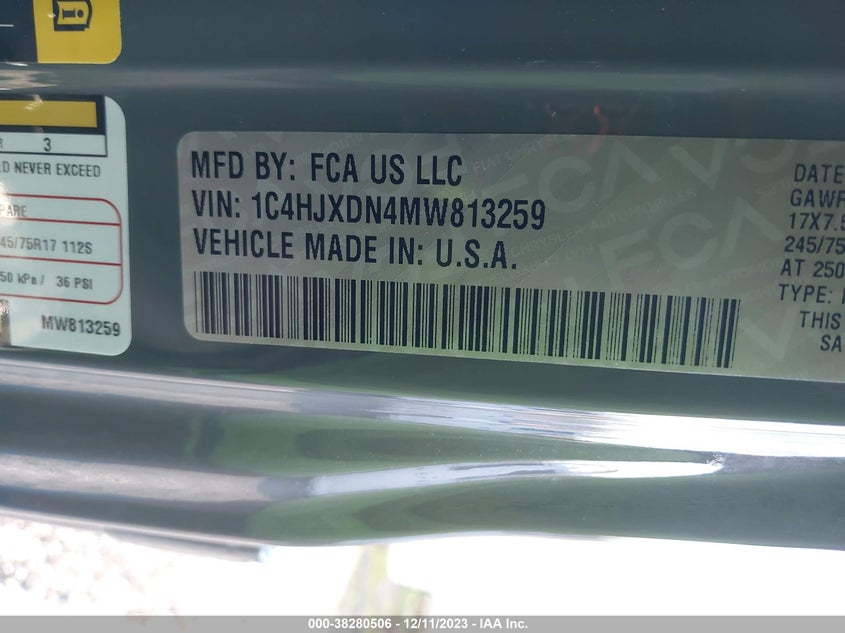 R 3
LD NEVER EXCEED
PARE
245/75R17 112S
250 kPa / 36 PSI
MW813259
MFD BY: FCA US LLC
VIN: 1C4HJXDN4MW813259
VEHICLE MADE IN: U.S.A.
DATE
GAWR
17X7.5
245/75
AT 250
TYPE:
THIS
SA
000-38280506 - 12/11/2023 - IAA Inc.